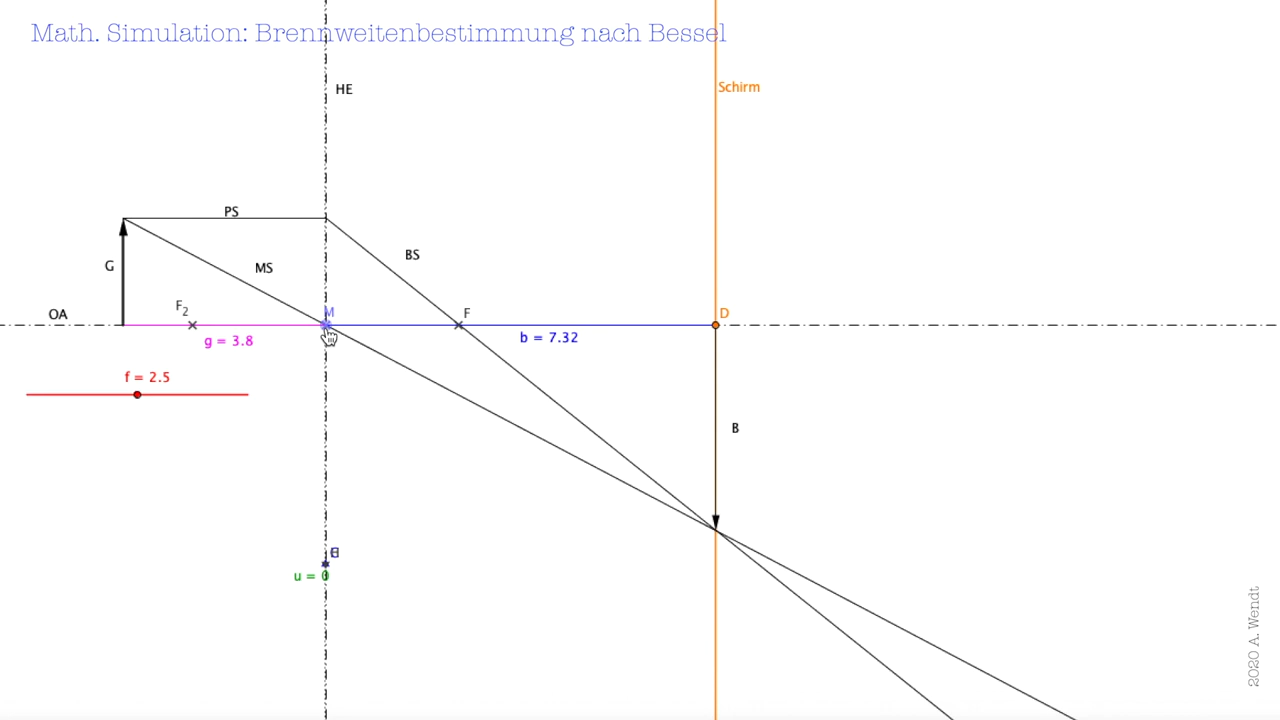 Math. Simulation: Brennweitenbestimmung nach Bessel
HE
Schirm
PS
BS
G
MS
F2
OA
M
F
D
g = 3.8
b = 7.32
f = 2.5
B
u = 0
2020 A. Wendt